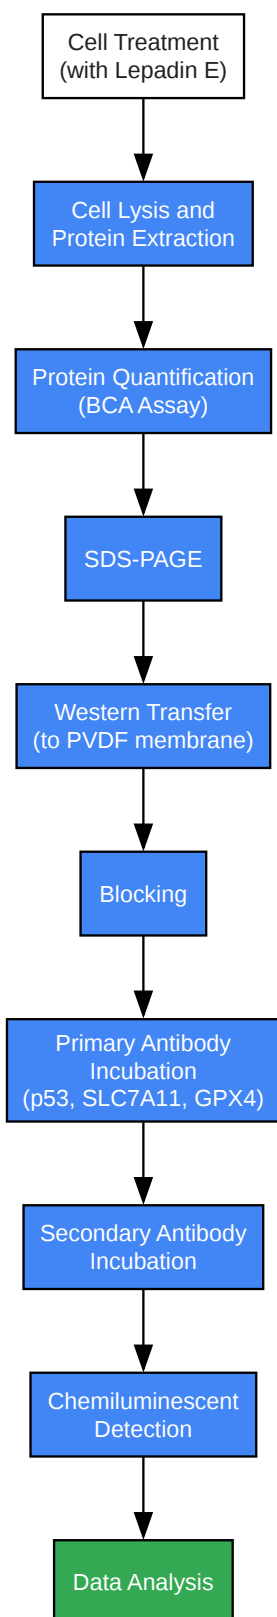 Cell Treatment
(with Lepadin E)
Cell Lysis and
Protein Extraction
Protein Quantification
(BCA Assay)
SDS-PAGE
Western Transfer
(to PVDF membrane)
Blocking
Primary Antibody
Incubation
(p53, SLC7A11, GPX4)
Secondary Antibody
Incubation
Chemiluminescent
Detection
Data Analysis